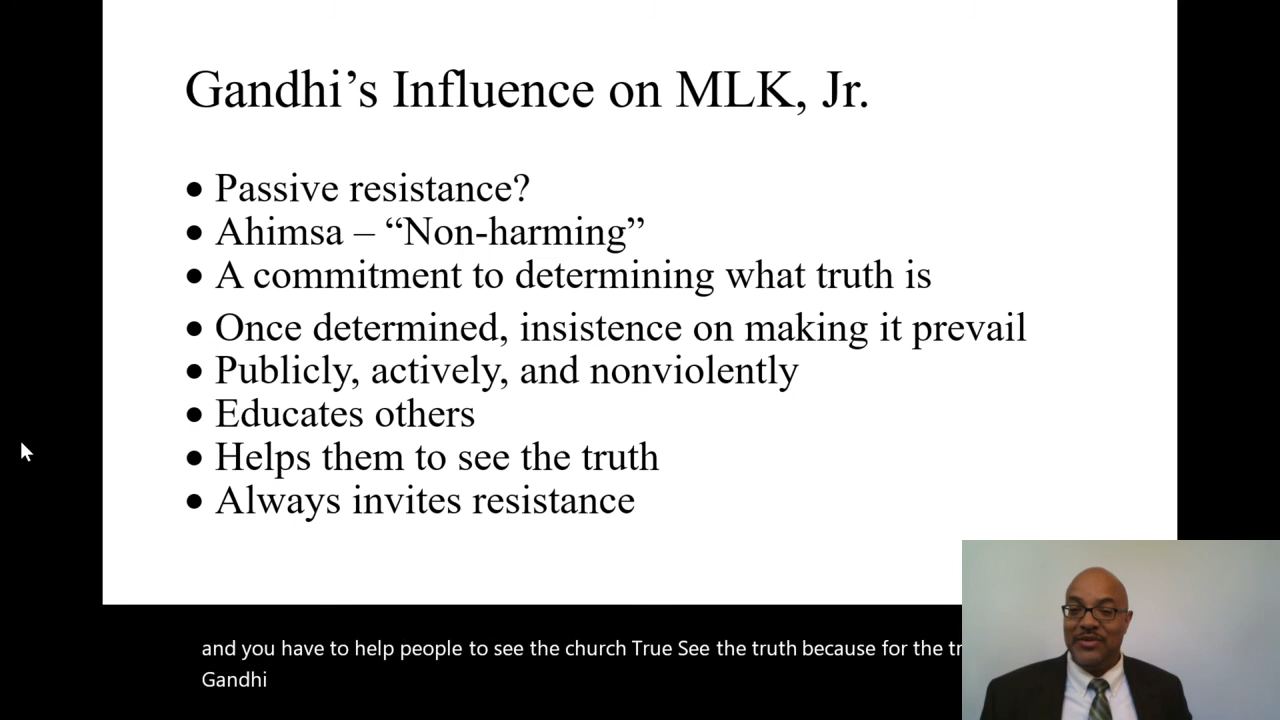 Gandhi’s Influence on MLK, Jr.
• Passive resistance?
• Ahimsa – “Non-harming”
• A commitment to determining what truth is
• Once determined, insistence on making it prevail
• Publicly, actively, and nonviolently
• Educates others
• Helps them to see the truth
• Always invites resistance
and you have to help people to see the church True See the truth because for the
Gandhi